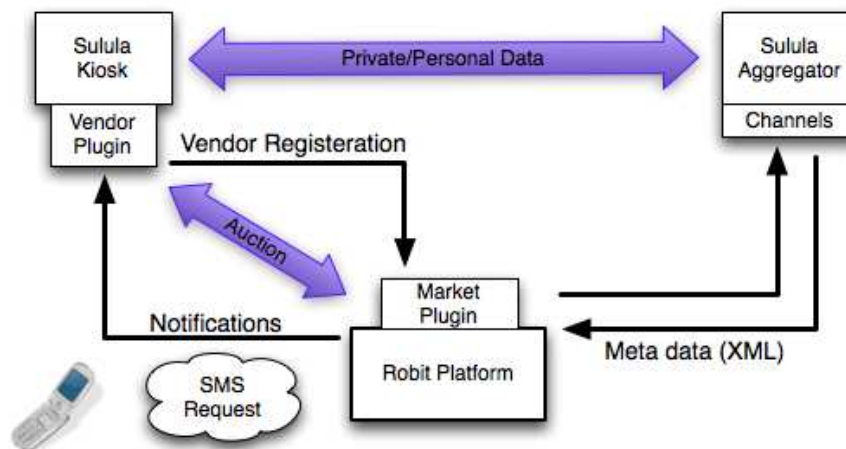 Sulula
Kiosk
Private/Personal Data
Sulula
Aggregator
Vendor
Plugin
Channels
Vendor Registeration
Auction
Market
Plugin
Notifications
Meta data (XML)
Robit Platform
SMS
Request